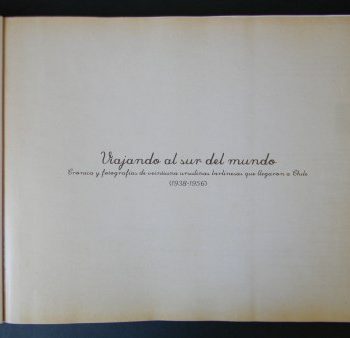 Viajando al sur del mundo
Crónica y fotografías de veintiuna arudinas berlinesas que llegaron a Chile
(1938-1956)